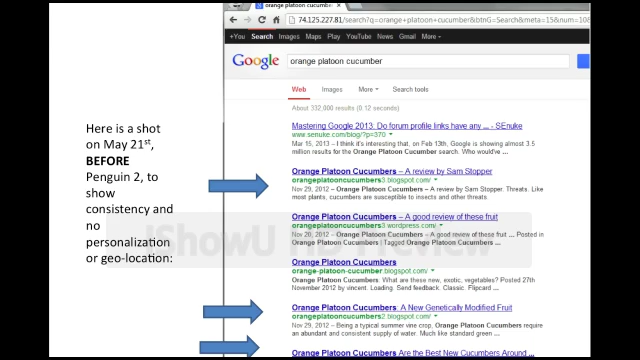 orange platoon cucumbers
74.125.227.81/search?q=orange+platoon+cucumber&btnG=Search&meta=15&num=10&
+You Search Images Maps Play YouTube News Gmail More
Google orange platoon cucumber
Web Images More Search tools
About 332,000 results (0.12 seconds)
Mastering Google 2013: Do forum profile links have any ... - SEnuke
www.senuke.com/blog/?p=370
Mar 15, 2013 – I think it's interesting that, on Feb 13th, Google is showing almost 3.5
million results for the Orange Platoon Cucumber search. Who would've...
Orange Platoon Cucumbers – A review by Sam Stopper
orangeplatooncucumbers3.blogspot.com/
Nov 29, 2012 – Orange Platoon Cucumbers – A review by Sam Stopper. Threats. Like
most plants, cucumbers are susceptible to insects and other threats.
Orange Platoon Cucumbers – A good review of these fruit
orangeplatooncucumbers3.wordpress.com/
Nov 20, 2012 – Orange Platoon Cucumbers – A good review of these fruit ... Posted in
Orange Platoon Cucumbers | Tagged Orange Platoon Cucumbers ...
Orange Platoon Cucumbers
orange-platoon-cucumber.blogspot.com/
Orange Platoon Cucumbers. What are these new, exotic, vegetables? Posted 27th
November 2012 by vincent. Loading. Send feedback. Classic. Flipcard ...
Orange Platoon Cucumbers: A New Genetically Modified Fruit
orangeplatooncucumbers2.blogspot.com/
Nov 29, 2012 – Being a typical summer vine crop, Orange Platoon Cucumbers require
an abundant and consistent supply of water. Much like standard green ...
Orange Platoon Cucumbers Are the Best New Cucumbers Around ...
Here is a shot
on May 21st,
BEFORE
Penguin 2, to
show
consistency and
no
personalization
or geo-location:
iShowU HD Preview